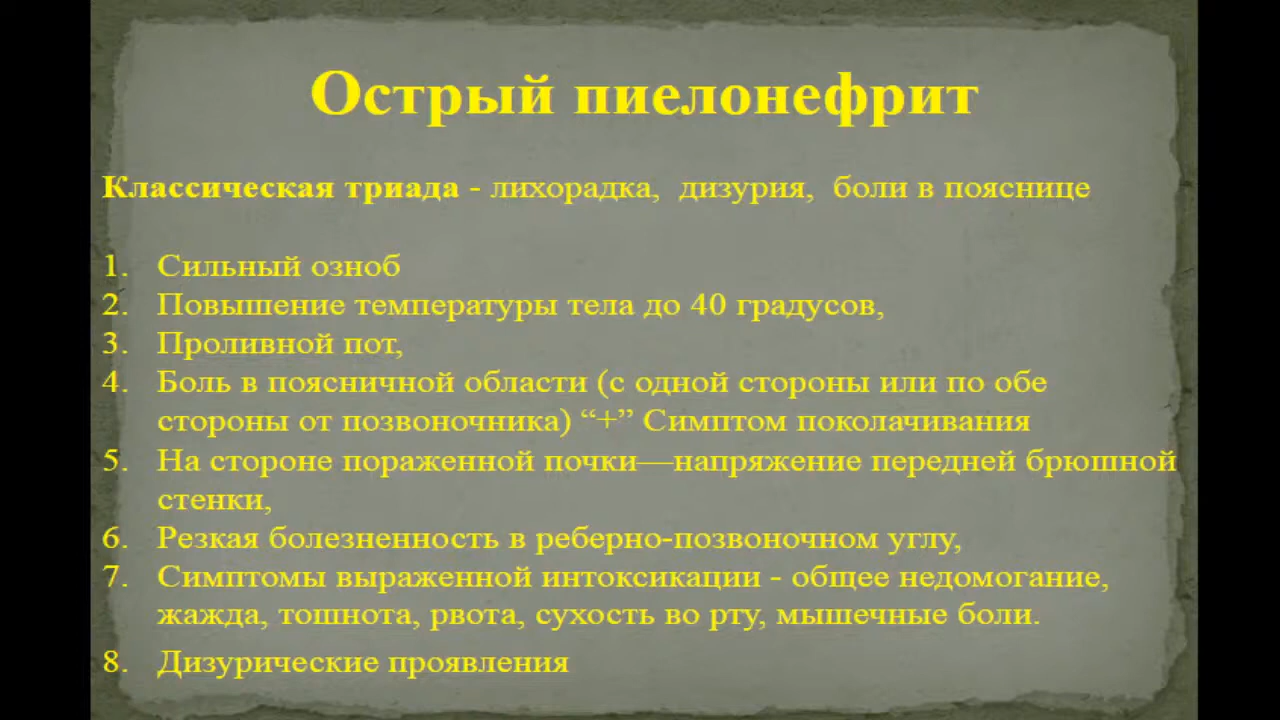 Острый пиелонефрит
Классическая триада - лихорадка, дизурия, боли в пояснице
1. Сильный озноб
2. Повышение температуры тела до 40 градусов,
3. Проливной пот,
4. Боль в поясничной области (с одной стороны или по обе
стороны от позвоночника) “+” Симптом поколачивания
5. На стороне пораженной почки—напряжение передней брюшной
стенки,
6. Резкая болезненность в реберно-позвоночном углу,
7. Симптомы выраженной интоксикации - общее недомогание,
жажда, тошнота, рвота, сухость во рту, мышечные боли.
8. Дизурические проявления